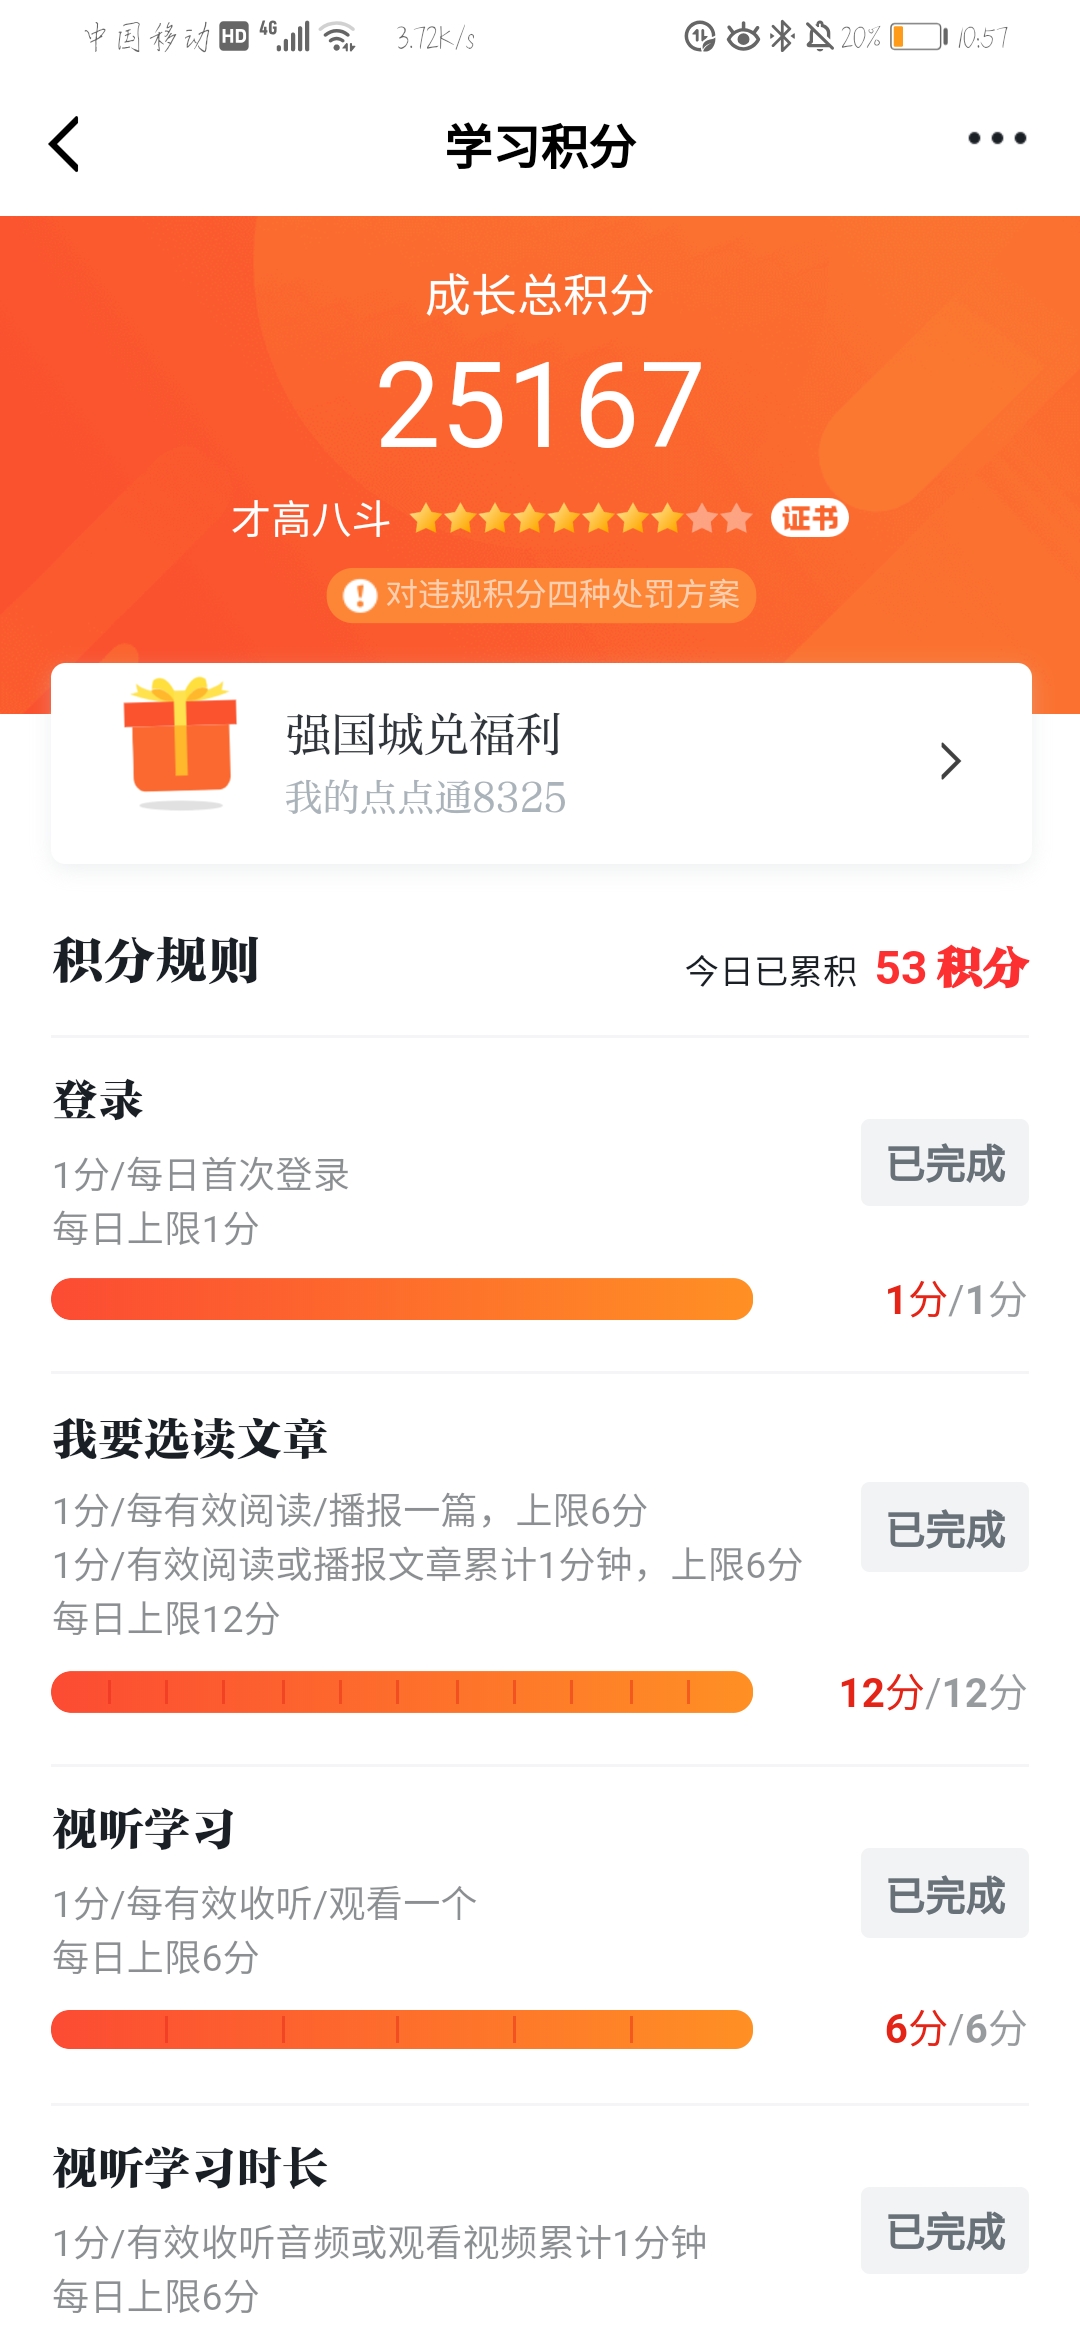 中国移动 HD 4G 3.72K/s 20% 10:57
学习积分
成长总积分
25167
才高八斗 证书
对违规积分四种处罚方案
强国城兑福利
我的点点通8325
积分规则 今日已累积 53 积分
登录
1分/每日首次登录
每日上限1分
已完成
1分/1分
我要选读文章
1分/每有效阅读/播报一篇，上限6分
1分/有效阅读或播报文章累计1分钟，上限6分
每日上限12分
已完成
12分/12分
视听学习
1分/每有效收听/观看一个
每日上限6分
已完成
6分/6分
视听学习时长
1分/有效收听音频或观看视频累计1分钟
每日上限6分
已完成